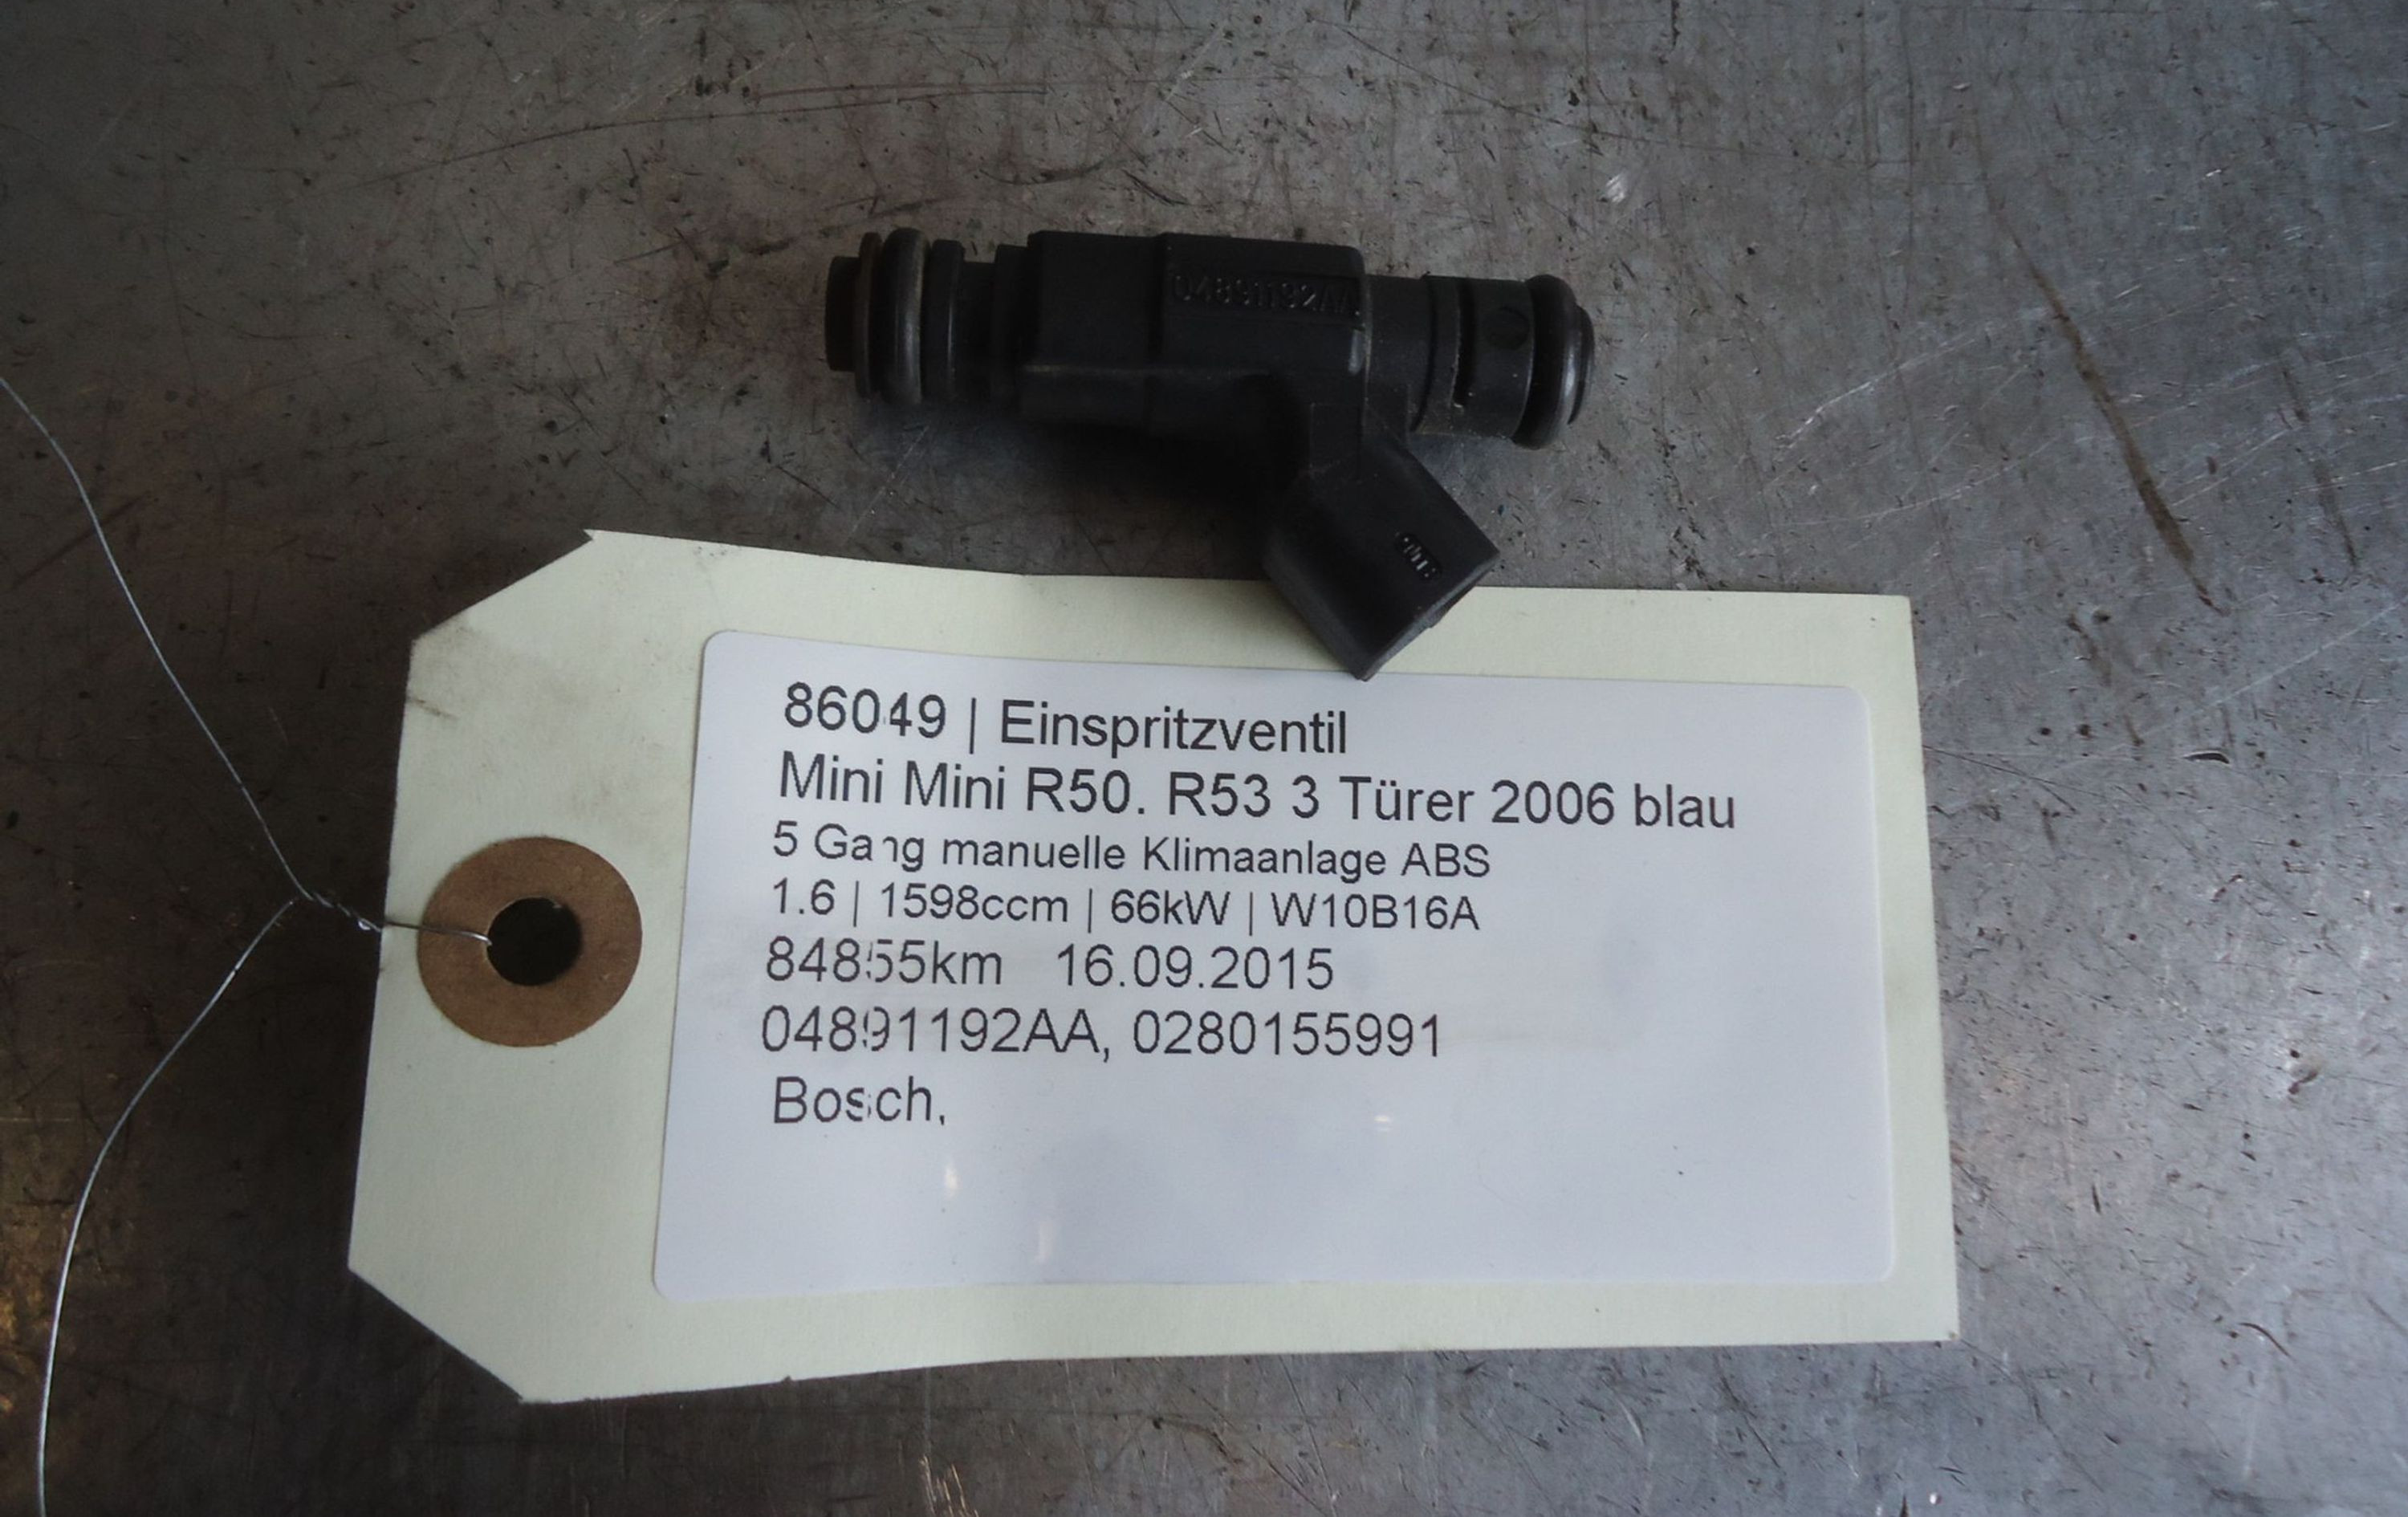 04891192AA
86049 | Einspritzventil
Mini Mini R50. R53 3 Türer 2006 blau
5 Gang manuelle Klimaanlage ABS
1.6 | 1598ccm | 66kW | W10B16A
84855km 16.09.2015
04891192AA, 0280155991
Bosch,